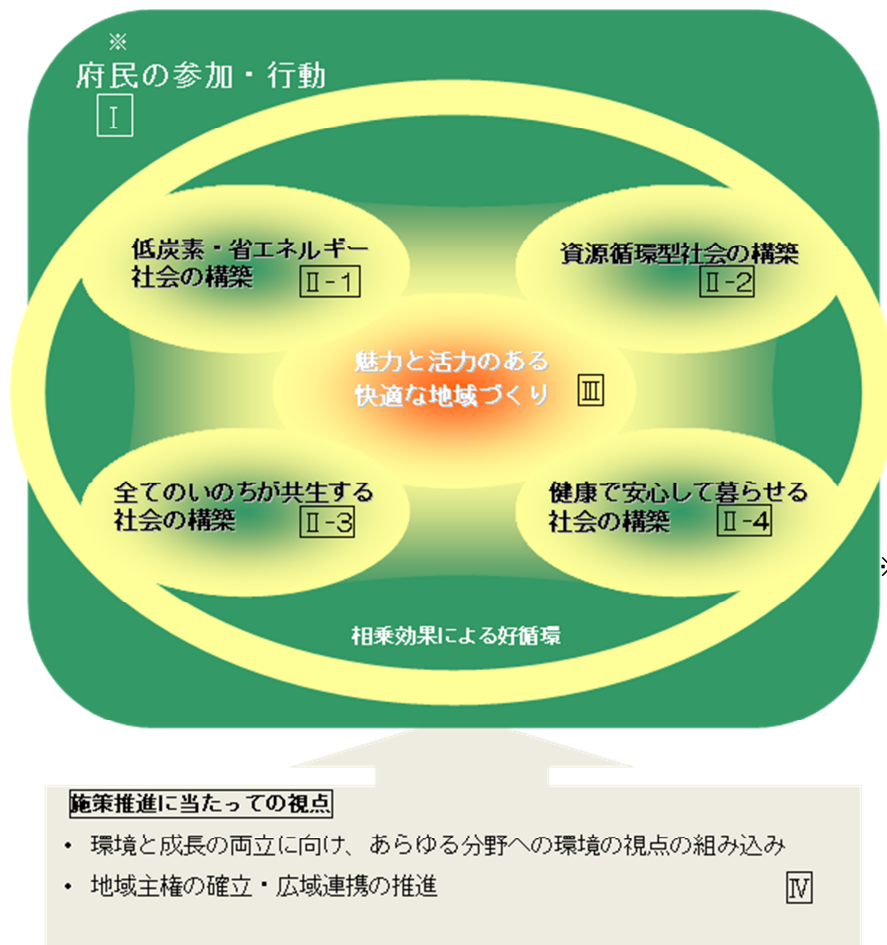 ※
府民の参加・行動
Ⅰ
低炭素・省エネルギー
社会の構築 Ⅱ-1
資源循環型社会の構築
Ⅱ-2
魅力と活力のある
快適な地域づくり Ⅲ
全てのいのちが共生する
社会の構築 Ⅱ-3
健康で安心して暮らせる
社会の構築 Ⅱ-4
※
相乗効果による好循環
施策推進に当たっての視点
• 環境と成長の両立に向け、あらゆる分野への環境の視点の組み込み
• 地域主権の確立・広域連携の推進
Ⅳ